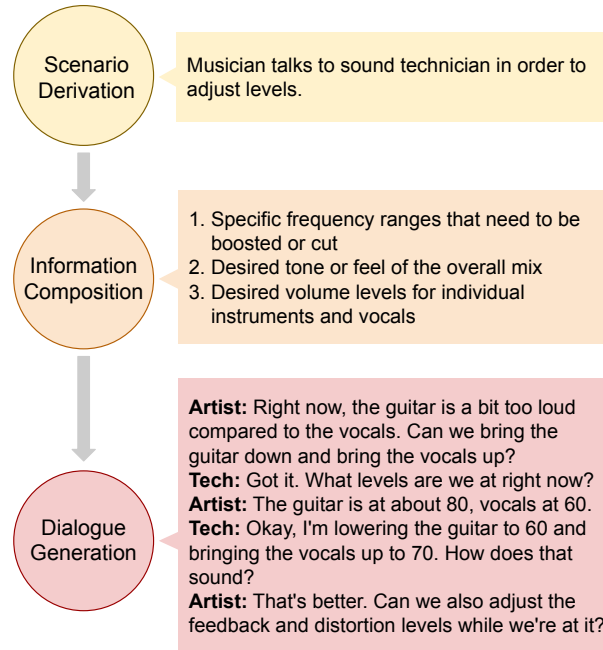 Scenario
Derivation
Musician talks to sound technician in order to
adjust levels.
Information
Composition
1. Specific frequency ranges that need to be
boosted or cut
2. Desired tone or feel of the overall mix
3. Desired volume levels for individual
instruments and vocals
Dialogue
Generation
Artist: Right now, the guitar is a bit too loud
compared to the vocals. Can we bring the
guitar down and bring the vocals up?
Tech: Got it. What levels are we at right now?
Artist: The guitar is at about 80, vocals at 60.
Tech: Okay, I'm lowering the guitar to 60 and
bringing the vocals up to 70. How does that
sound?
Artist: That's better. Can we also adjust the
feedback and distortion levels while we're at it?